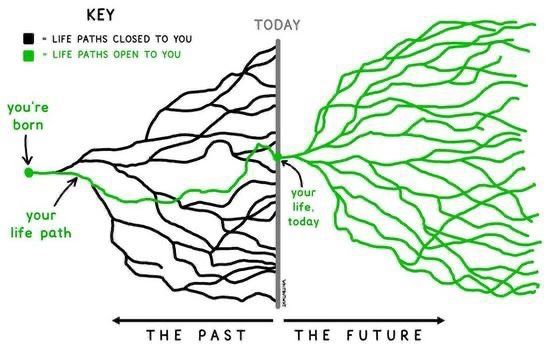 KEY
= LIFE PATHS CLOSED TO YOU
= LIFE PATHS OPEN TO YOU
TODAY
you're
born
your
life path
your
life,
today
THE PAST
THE FUTURE